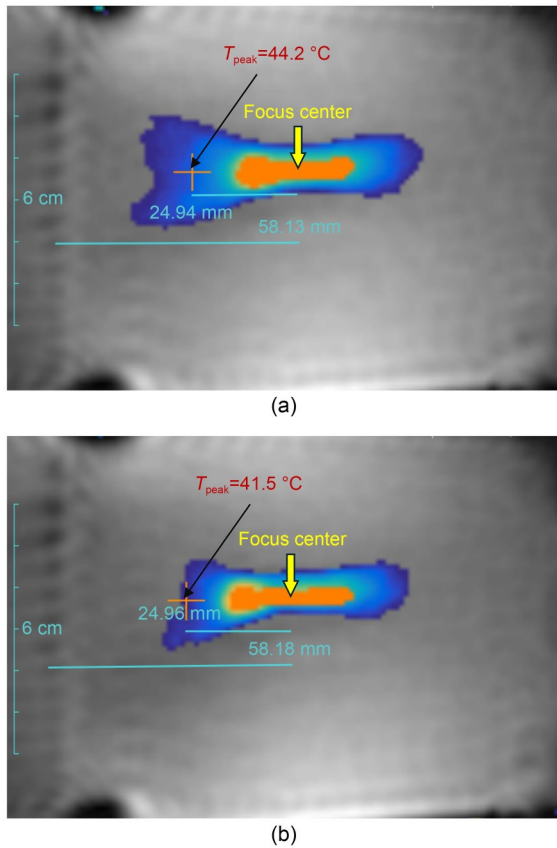 T_peak=44.2 °C
Focus center
6 cm
24.94 mm
58.13 mm
(a)
T_peak=41.5 °C
Focus center
24.96 mm
6 cm
58.18 mm
(b)